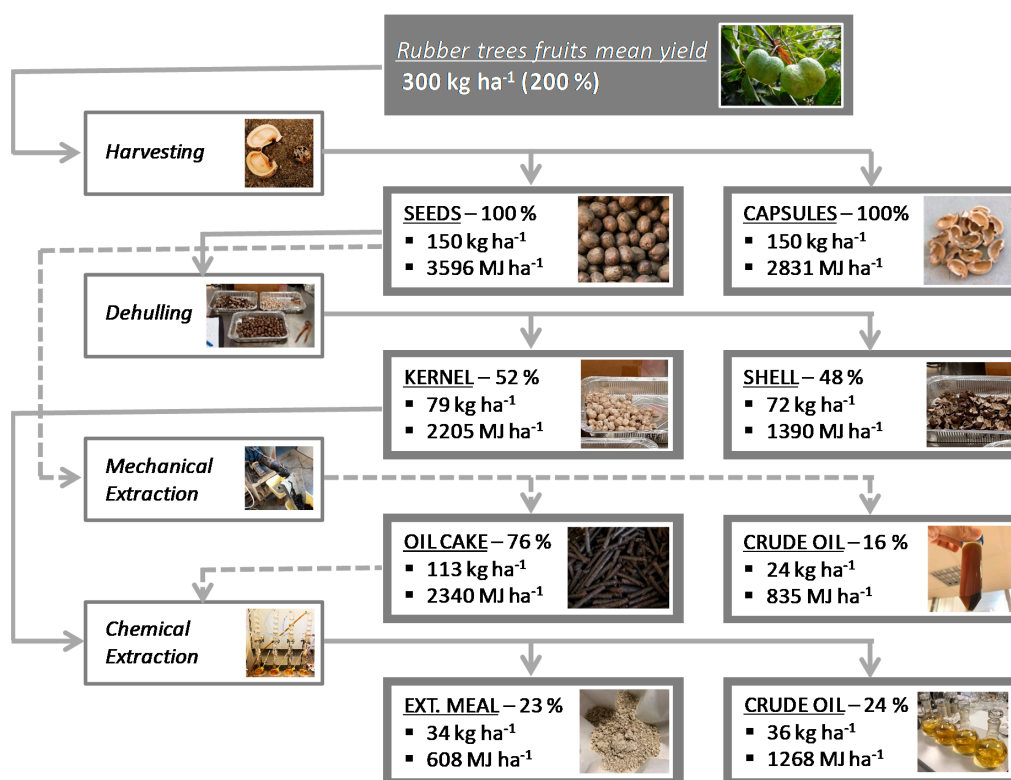 Rubber trees fruits mean yield
300 kg ha⁻¹ (200 %)
Harvesting
SEEDS – 100 %
▪ 150 kg ha⁻¹
▪ 3596 MJ ha⁻¹
CAPSULES – 100%
▪ 150 kg ha⁻¹
▪ 2831 MJ ha⁻¹
Dehulling
KERNEL – 52 %
▪ 79 kg ha⁻¹
▪ 2205 MJ ha⁻¹
SHELL – 48 %
▪ 72 kg ha⁻¹
▪ 1390 MJ ha⁻¹
Mechanical
Extraction
OIL CAKE – 76 %
▪ 113 kg ha⁻¹
▪ 2340 MJ ha⁻¹
CRUDE OIL – 16 %
▪ 24 kg ha⁻¹
▪ 835 MJ ha⁻¹
Chemical
Extraction
EXT. MEAL – 23 %
▪ 34 kg ha⁻¹
▪ 608 MJ ha⁻¹
CRUDE OIL – 24 %
▪ 36 kg ha⁻¹
▪ 1268 MJ ha⁻¹